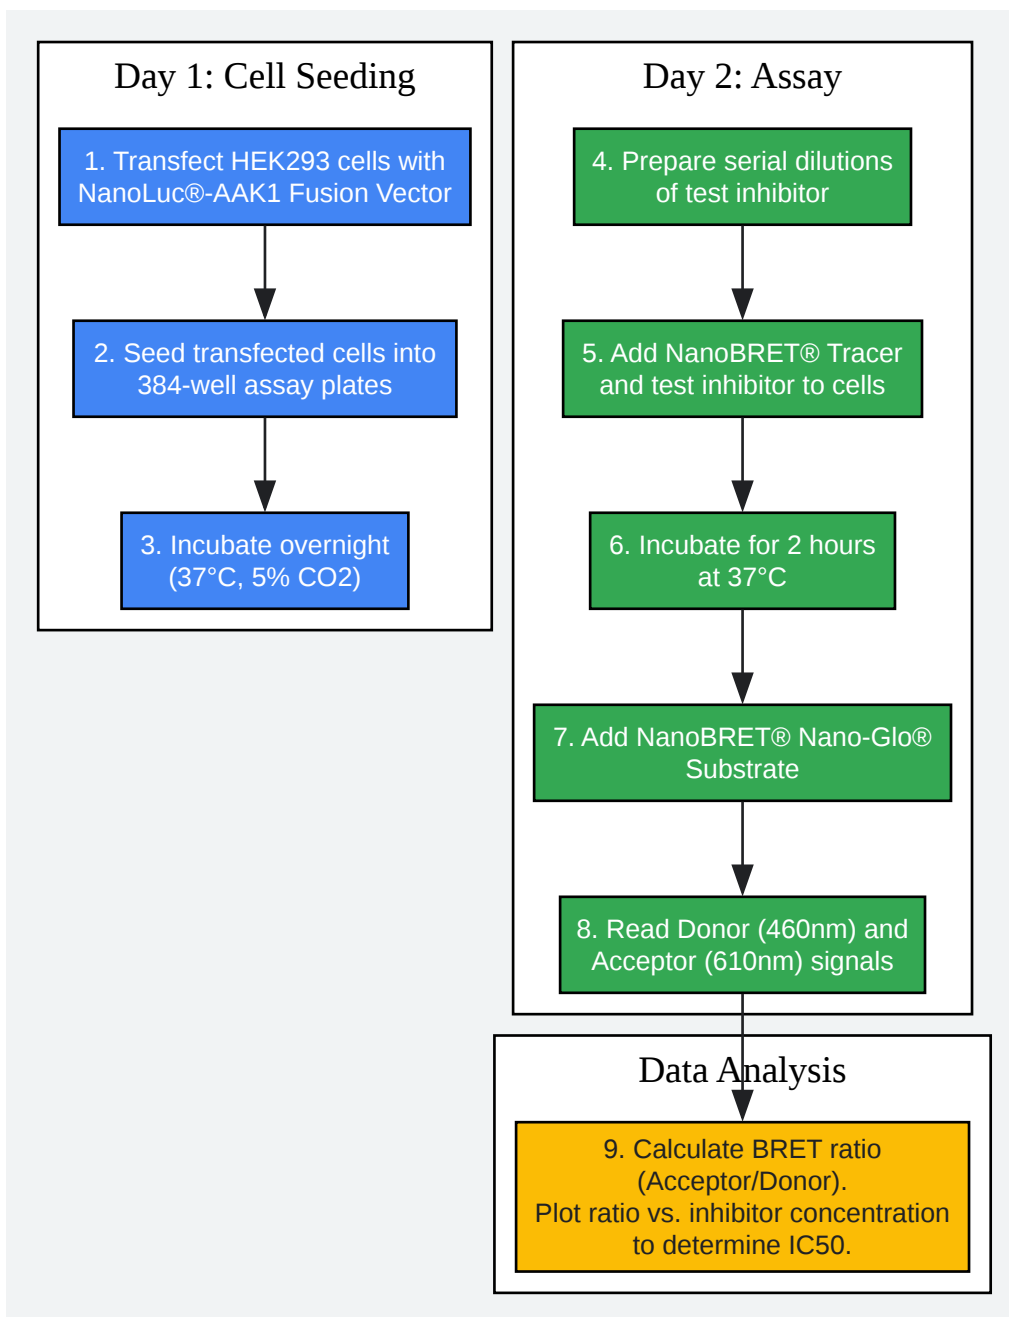 Day 1: Cell Seeding
1. Transfect HEK293 cells with
NanoLuc®-AAK1 Fusion Vector
2. Seed transfected cells into
384-well assay plates
3. Incubate overnight
(37°C, 5% CO2)
Day 2: Assay
4. Prepare serial dilutions
of test inhibitor
5. Add NanoBRET® Tracer
and test inhibitor to cells
6. Incubate for 2 hours
at 37°C
7. Add NanoBRET® Nano-Glo®
Substrate
8. Read Donor (460nm) and
Acceptor (610nm) signals
Data Analysis
9. Calculate BRET ratio
(Acceptor/Donor).
Plot ratio vs. inhibitor concentration
to determine IC50.